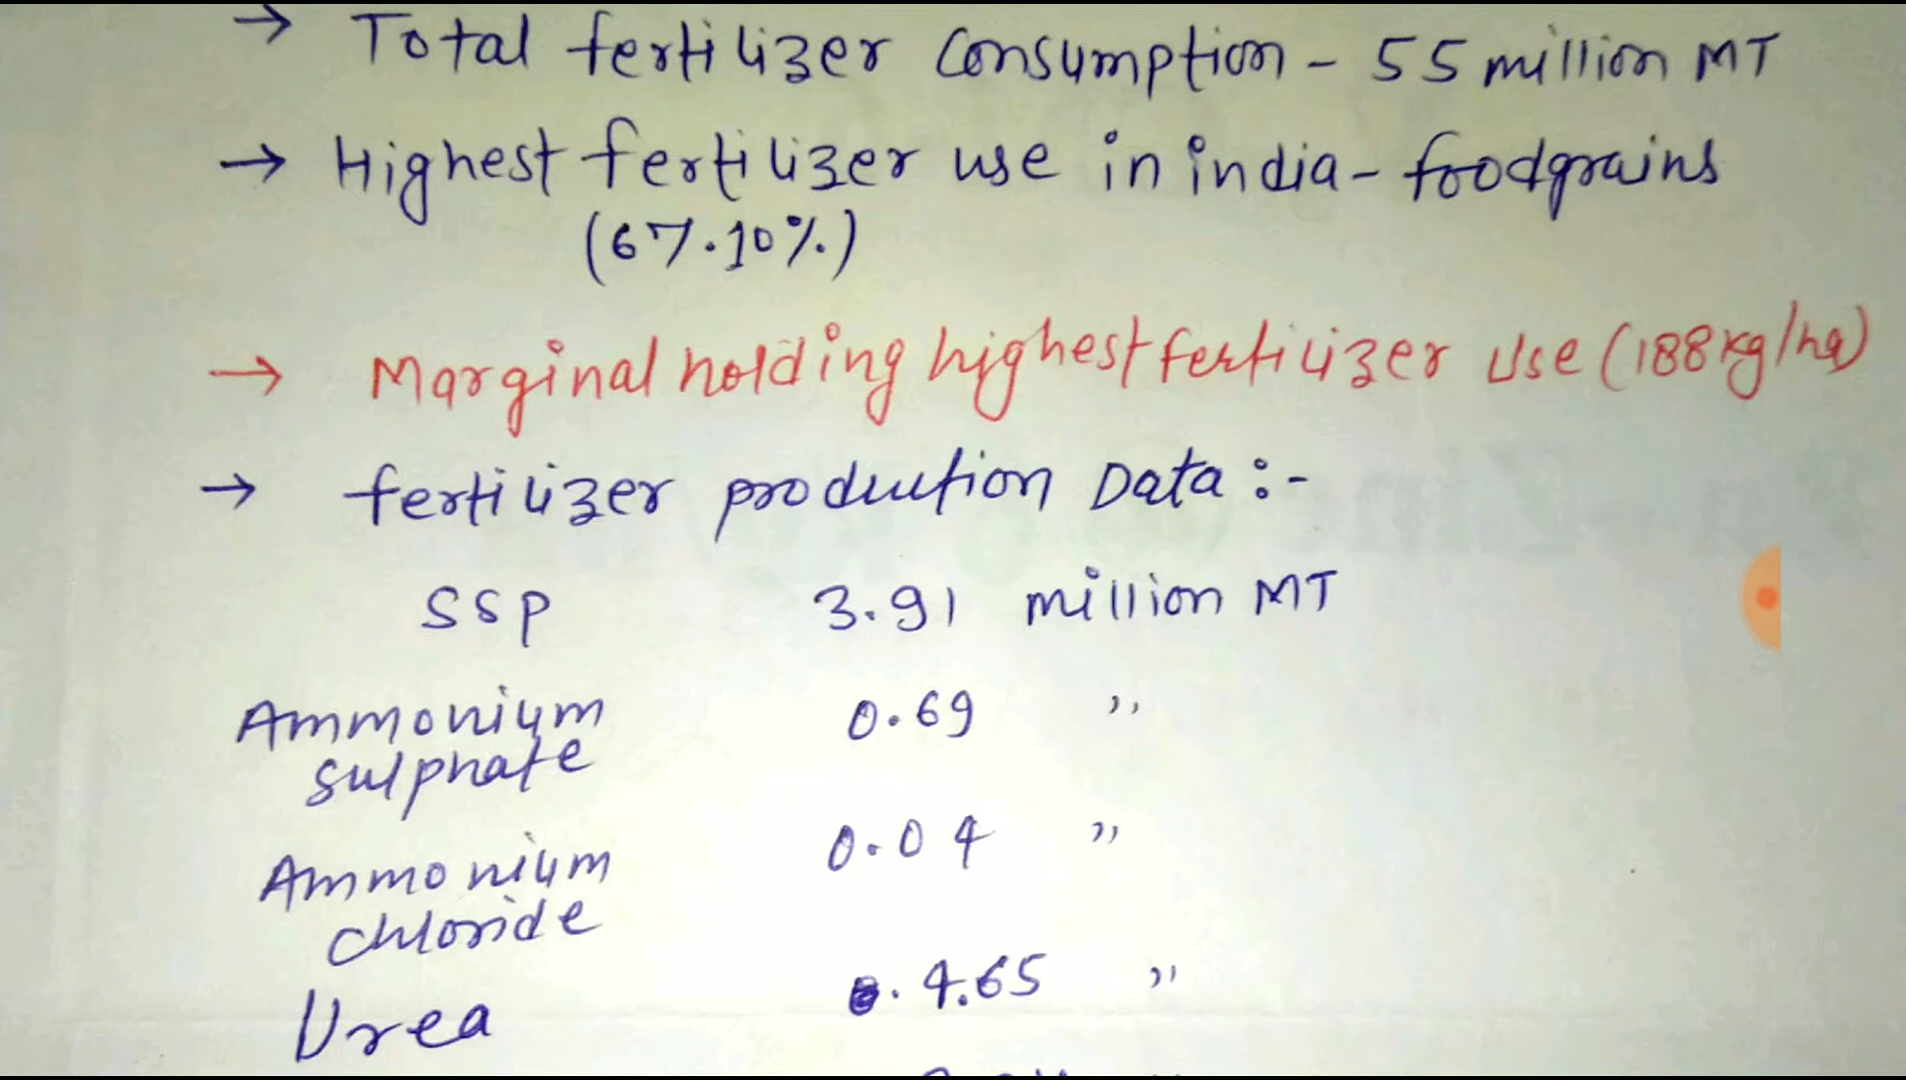 → Total fertilizer consumption - 55 million MT
→ Highest fertilizer use in india - foodgrains
(67.10%)
→ Marginal holding highest fertilizer Use (188 kg/ha)
→ fertilizer production Data :-
SSP 3.91 million MT
Ammonium 0.69 ,,
sulphate
Ammonium 0.04 ,,
chloride
Urea 4.65 ,,